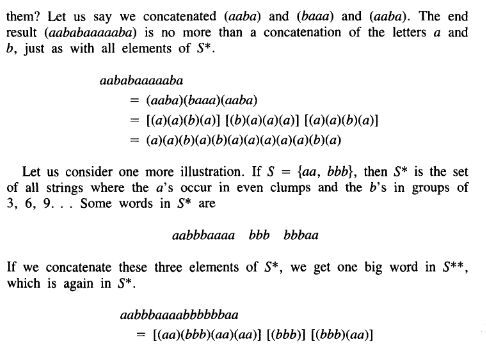 them? Let us say we concatenated (aaba) and (baaa) and (aaba). The end
result (aababaaaaaba) is no more than a concatenation of the letters a and
b, just as with all elements of S*.
aababaaaaaba
= (aaba)(baaa)(aaba)
= [(a)(a)(b)(a)] [(b)(a)(a)(a)] [(a)(a)(b)(a)]
= (a)(a)(b)(a)(b)(a)(a)(a)(a)(a)(b)(a)
Let us consider one more illustration. If S = {aa, bbb}, then S* is the set
of all strings where the a's occur in even clumps and the b's in groups of
3, 6, 9. . . Some words in S* are
aabbbaaaa bbb bbbaa
If we concatenate these three elements of S*, we get one big word in S**,
which is again in S*.
aabbbaaaabbbbbbaa
= [(aa)(bbb)(aa)(aa)] [(bbb)] [(bbb)(aa)]